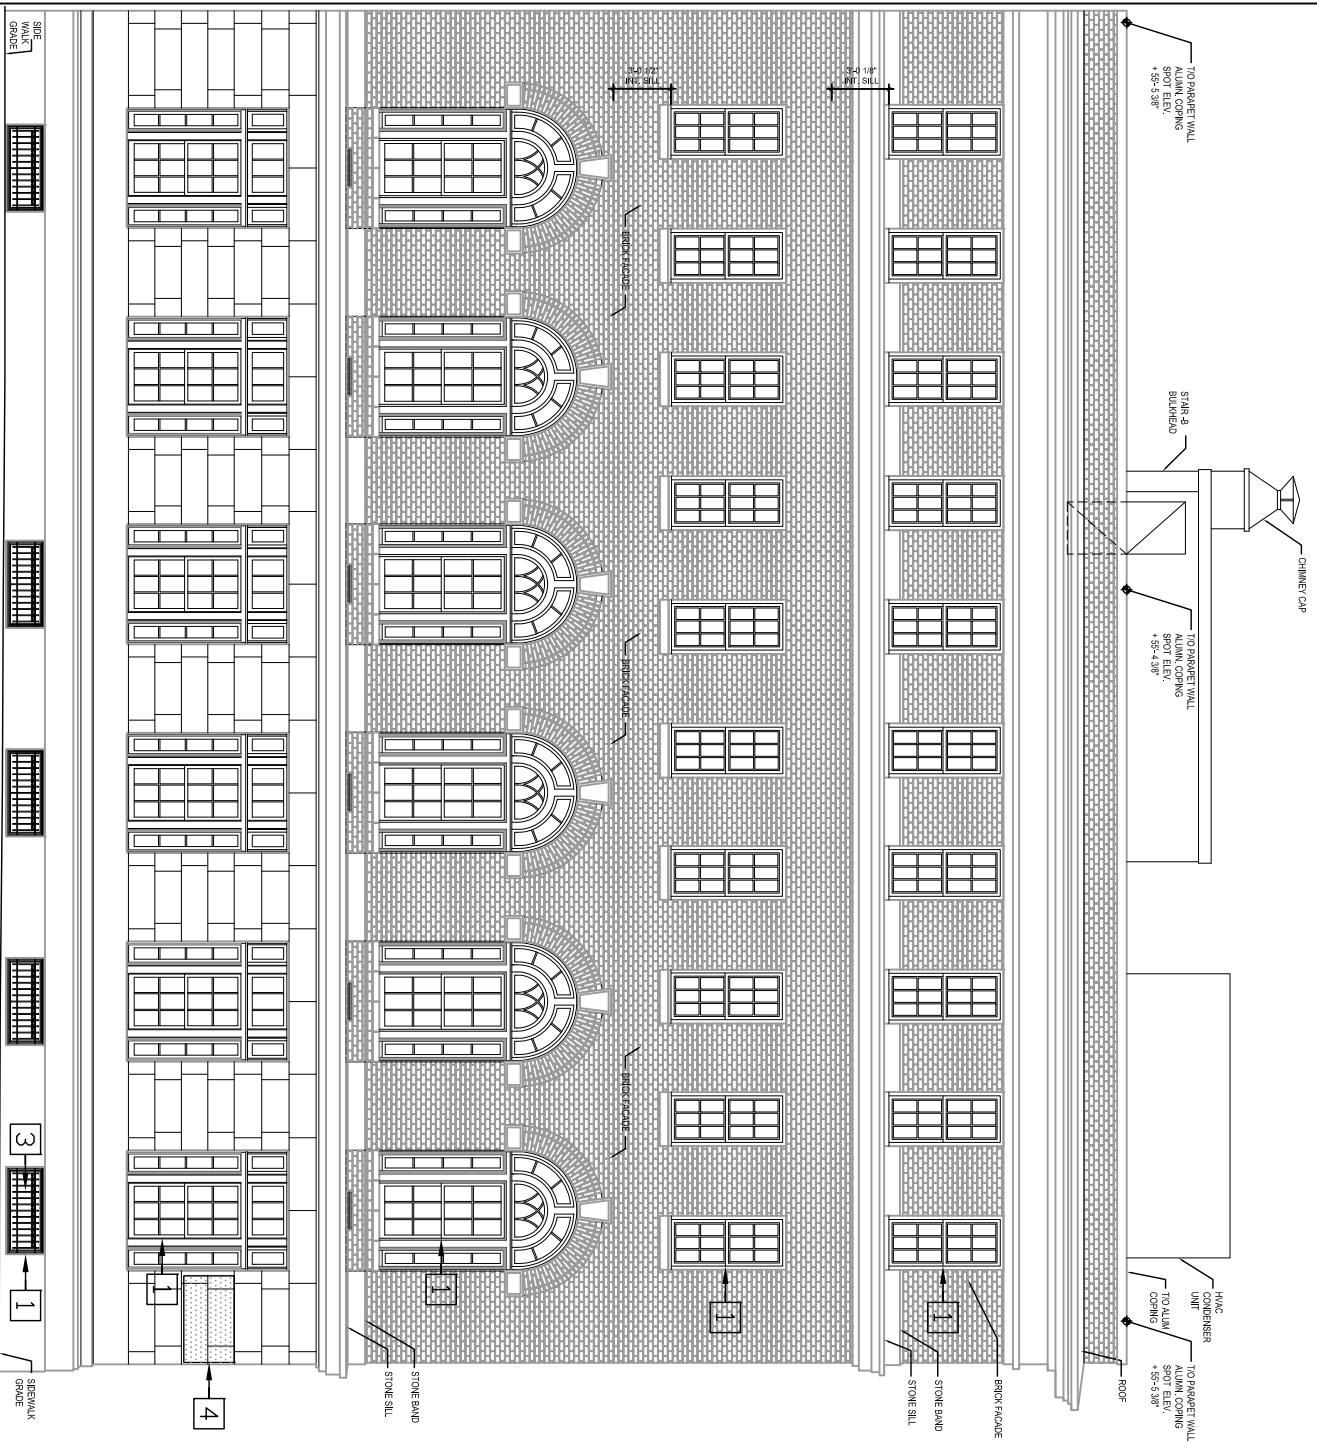 T/O PARAPET WALL
ALUMN. COPING
SPOT ELEV.
+ 55'-5 3/8"
CHIMNEY CAP
STAIR -B
BULKHEAD
T/O PARAPET WALL
ALUMN. COPING
SPOT ELEV.
+ 55'-4 3/8"
HVAC
CONDENSER
UNIT
T/O ALUM
COPING
T/O PARAPET WALL
ALUMN. COPING
SPOT ELEV.
+ 55'-5 3/8"
ROOF
BRICK FACADE
1
STONE BAND
STONE SILL
3'-0 1/8"
INT. SILL
1
3'-0 1/2"
INT. SILL
BRICK FACADE
BRICK FACADE
BRICK FACADE
1
STONE BAND
STONE SILL
1
4
SIDE
WALK
GRADE
3
1
SIDEWALK
GRADE